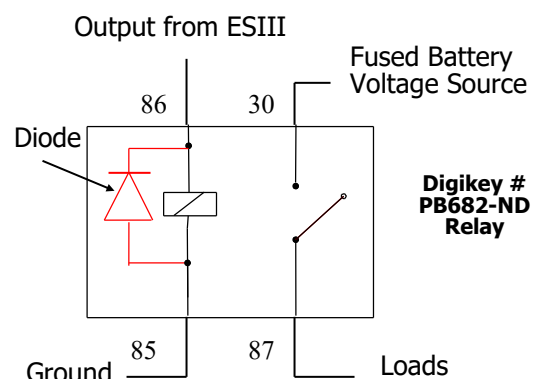 Output from ESIII
Fused Battery
Voltage Source
86
30
Diode
Digikey #
PB682-ND
Relay
85
87
Ground
Loads